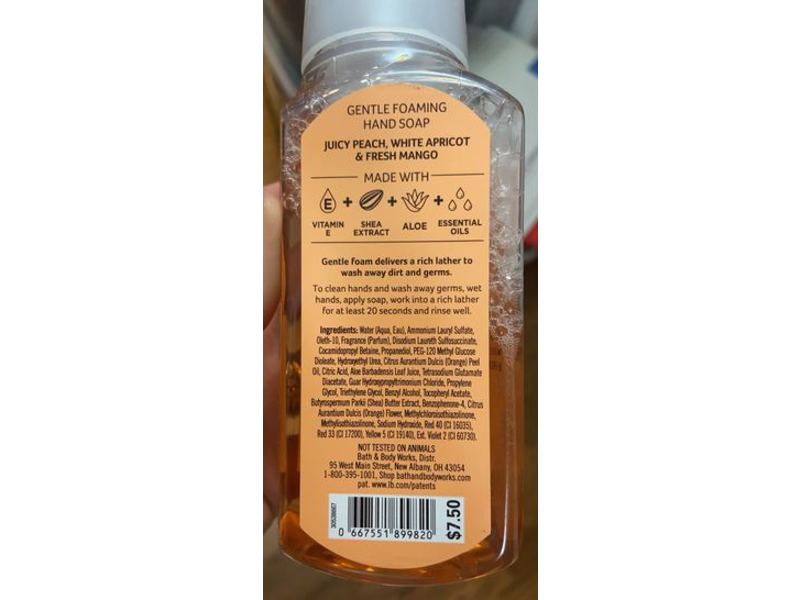 GENTLE FOAMING
HAND SOAP
JUICY PEACH, WHITE APRICOT
& FRESH MANGO
MADE WITH
E + + +
VITAMIN E
SHEA EXTRACT
ALOE
ESSENTIAL OILS
Gentle foam delivers a rich lather to
wash away dirt and germs.
To clean hands and wash away germs, wet
hands, apply soap, work into a rich lather
for at least 20 seconds and rinse well.
Ingredients: Water (Aqua, Eau), Ammonium Lauryl Sulfate,
Oleth-10, Fragrance (Parfum), Disodium Laureth Sulfosuccinate,
Cocamidopropyl Betaine, Propanediol, PEG-120 Methyl Glucose
Dioleate, Hydroxyethyl Urea, Citrus Aurantium Dulcis (Orange) Peel
Oil, Citric Acid, Aloe Barbadensis Leaf Juice, Tetrasodium Glutamate
Diacetate, Guar Hydroxypropyltrimonium Chloride, Propylene
Glycol, Triethylene Glycol, Benzyl Alcohol, Tocopheryl Acetate,
Butyrospermum Parkii (Shea) Butter Extract, Benzophenone-4, Citrus
Aurantium Dulcis (Orange) Flower, Methylchloroisothiazolinone,
Methylisothiazolinone, Sodium Hydroxide, Red 40 (CI 16035),
Red 33 (CI 17200), Yellow 5 (CI 19140), Ext. Violet 2 (CI 60730).
NOT TESTED ON ANIMALS
Bath & Body Works, Distr.
95 West Main Street, New Albany, OH 43054
1-800-395-1001, Shop bathandbodyworks.com
pat. www.lb.com/patents
0 667551 899820
$7.50